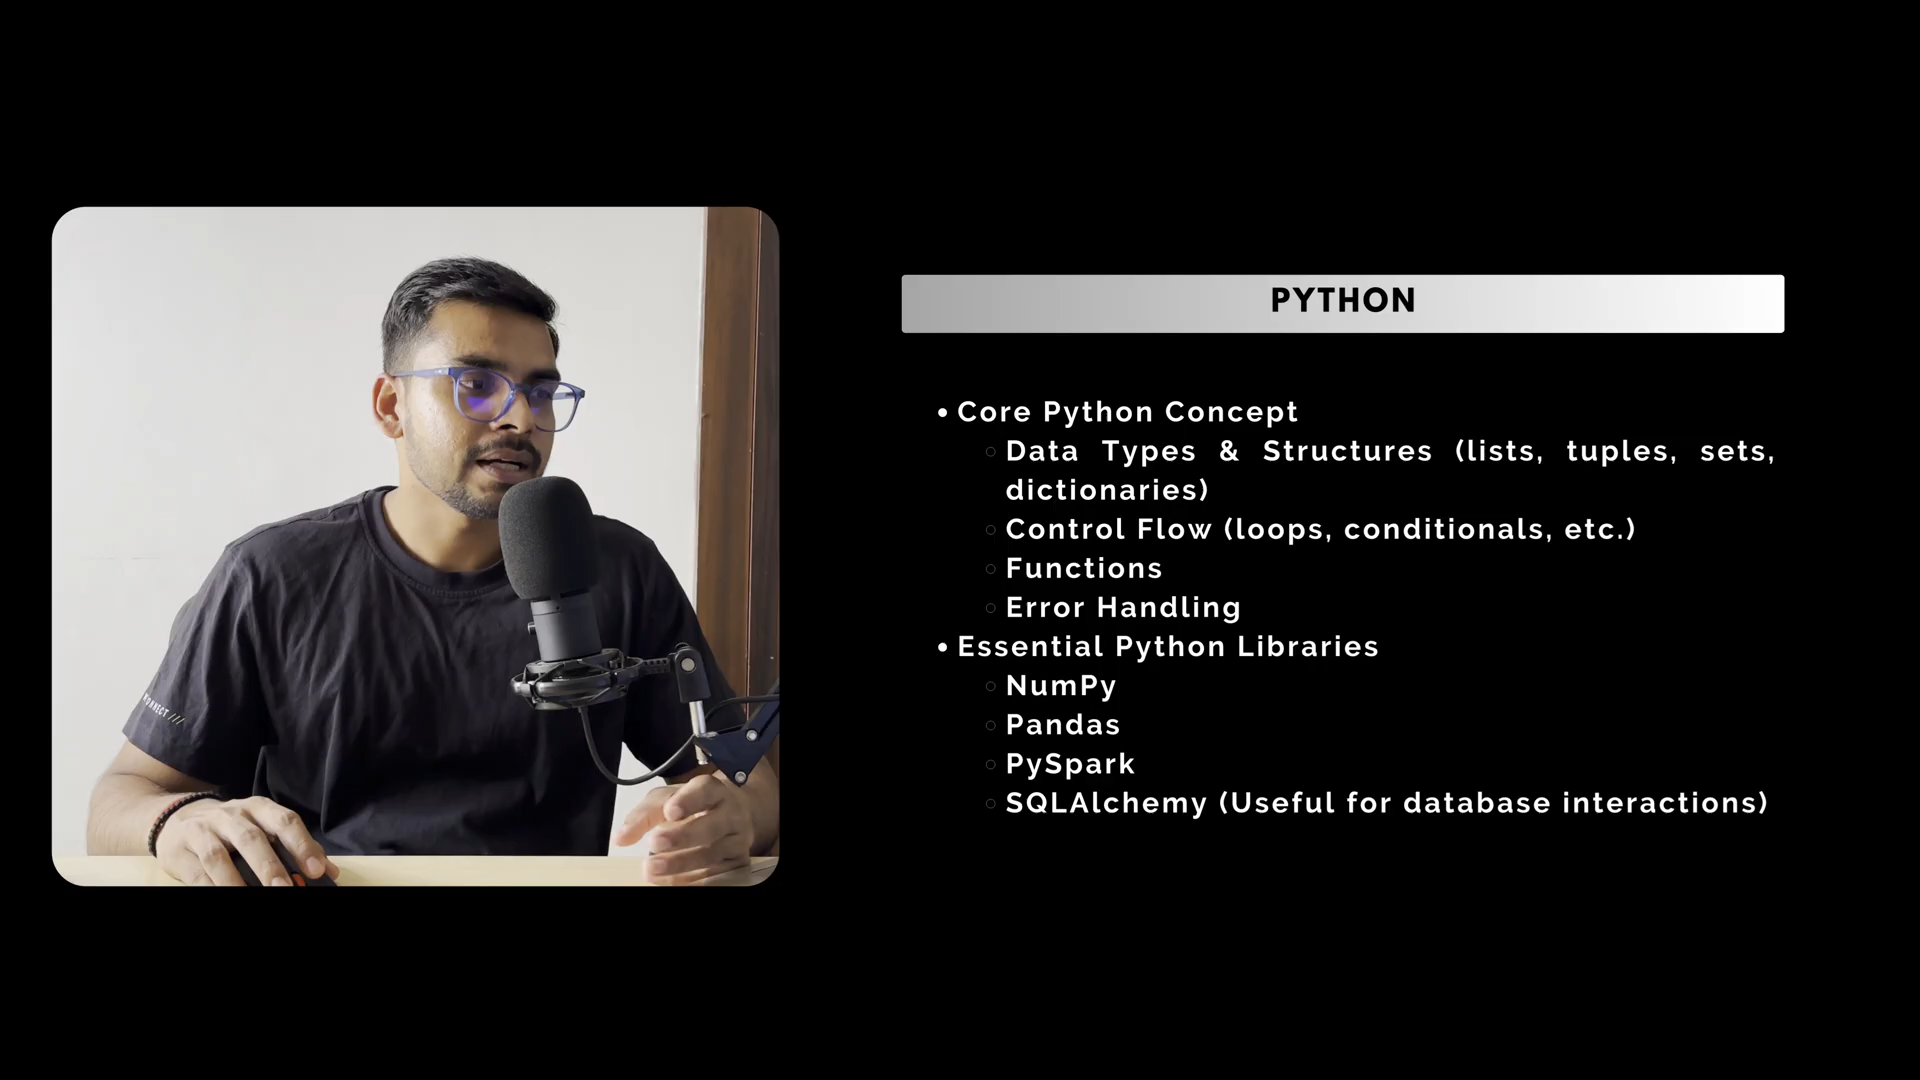 PYTHON
• Core Python Concept
○ Data Types & Structures (lists, tuples, sets,
dictionaries)
○ Control Flow (loops, conditionals, etc.)
○ Functions
○ Error Handling
• Essential Python Libraries
○ NumPy
○ Pandas
○ PySpark
○ SQLAlchemy (Useful for database interactions)